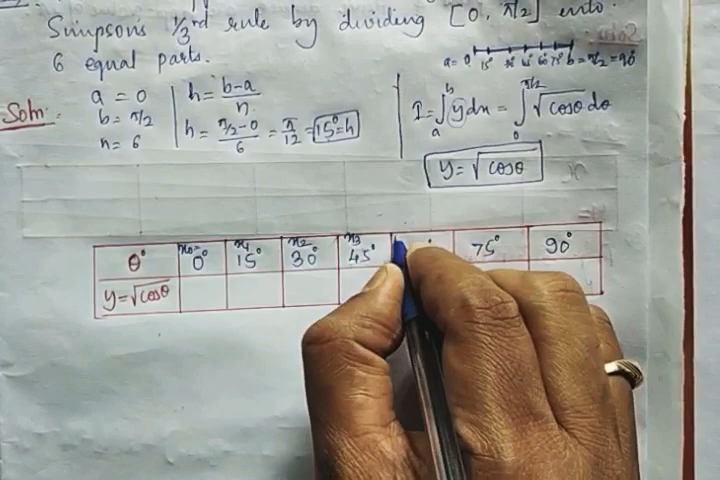 Simpson's 1/3rd rule by dividing [0, π/2] into
6 equal parts.
a = 0 15° 30° 45° 60° 75° b = π/2 = 90°
Soln.
a = 0
b = π/2
n = 6
h = b-a/n
h = π/2-0/6 = π/12 = 15° = h
I = ∫ₐᵇ y dx = ∫₀^π/2 √cosθ dθ
y = √cosθ
θ° x₀= 0° x₁ 15° x₂ 30° x₃ 45° 75° 90°
y = √cosθ